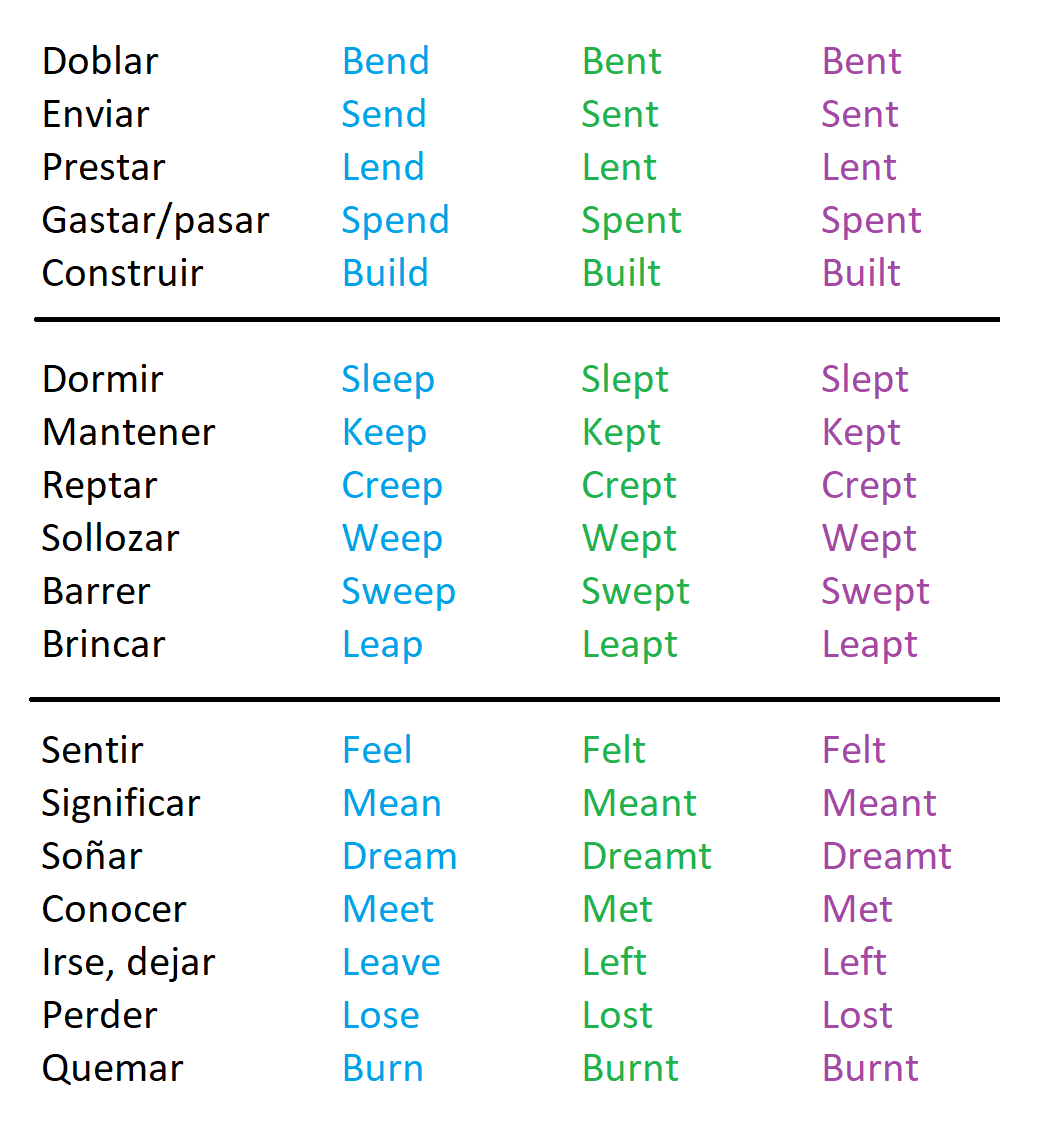 Doblar Bend Bent Bent
Enviar Send Sent Sent
Prestar Lend Lent Lent
Gastar/pasar Spend Spent Spent
Construir Build Built Built
Dormir Sleep Slept Slept
Mantener Keep Kept Kept
Reptar Creep Crept Crept
Sollozar Weep Wept Wept
Barrer Sweep Swept Swept
Brincar Leap Leapt Leapt
Sentir Feel Felt Felt
Significar Mean Meant Meant
Soñar Dream Dreamt Dreamt
Conocer Meet Met Met
Irse, dejar Leave Left Left
Perder Lose Lost Lost
Quemar Burn Burnt Burnt